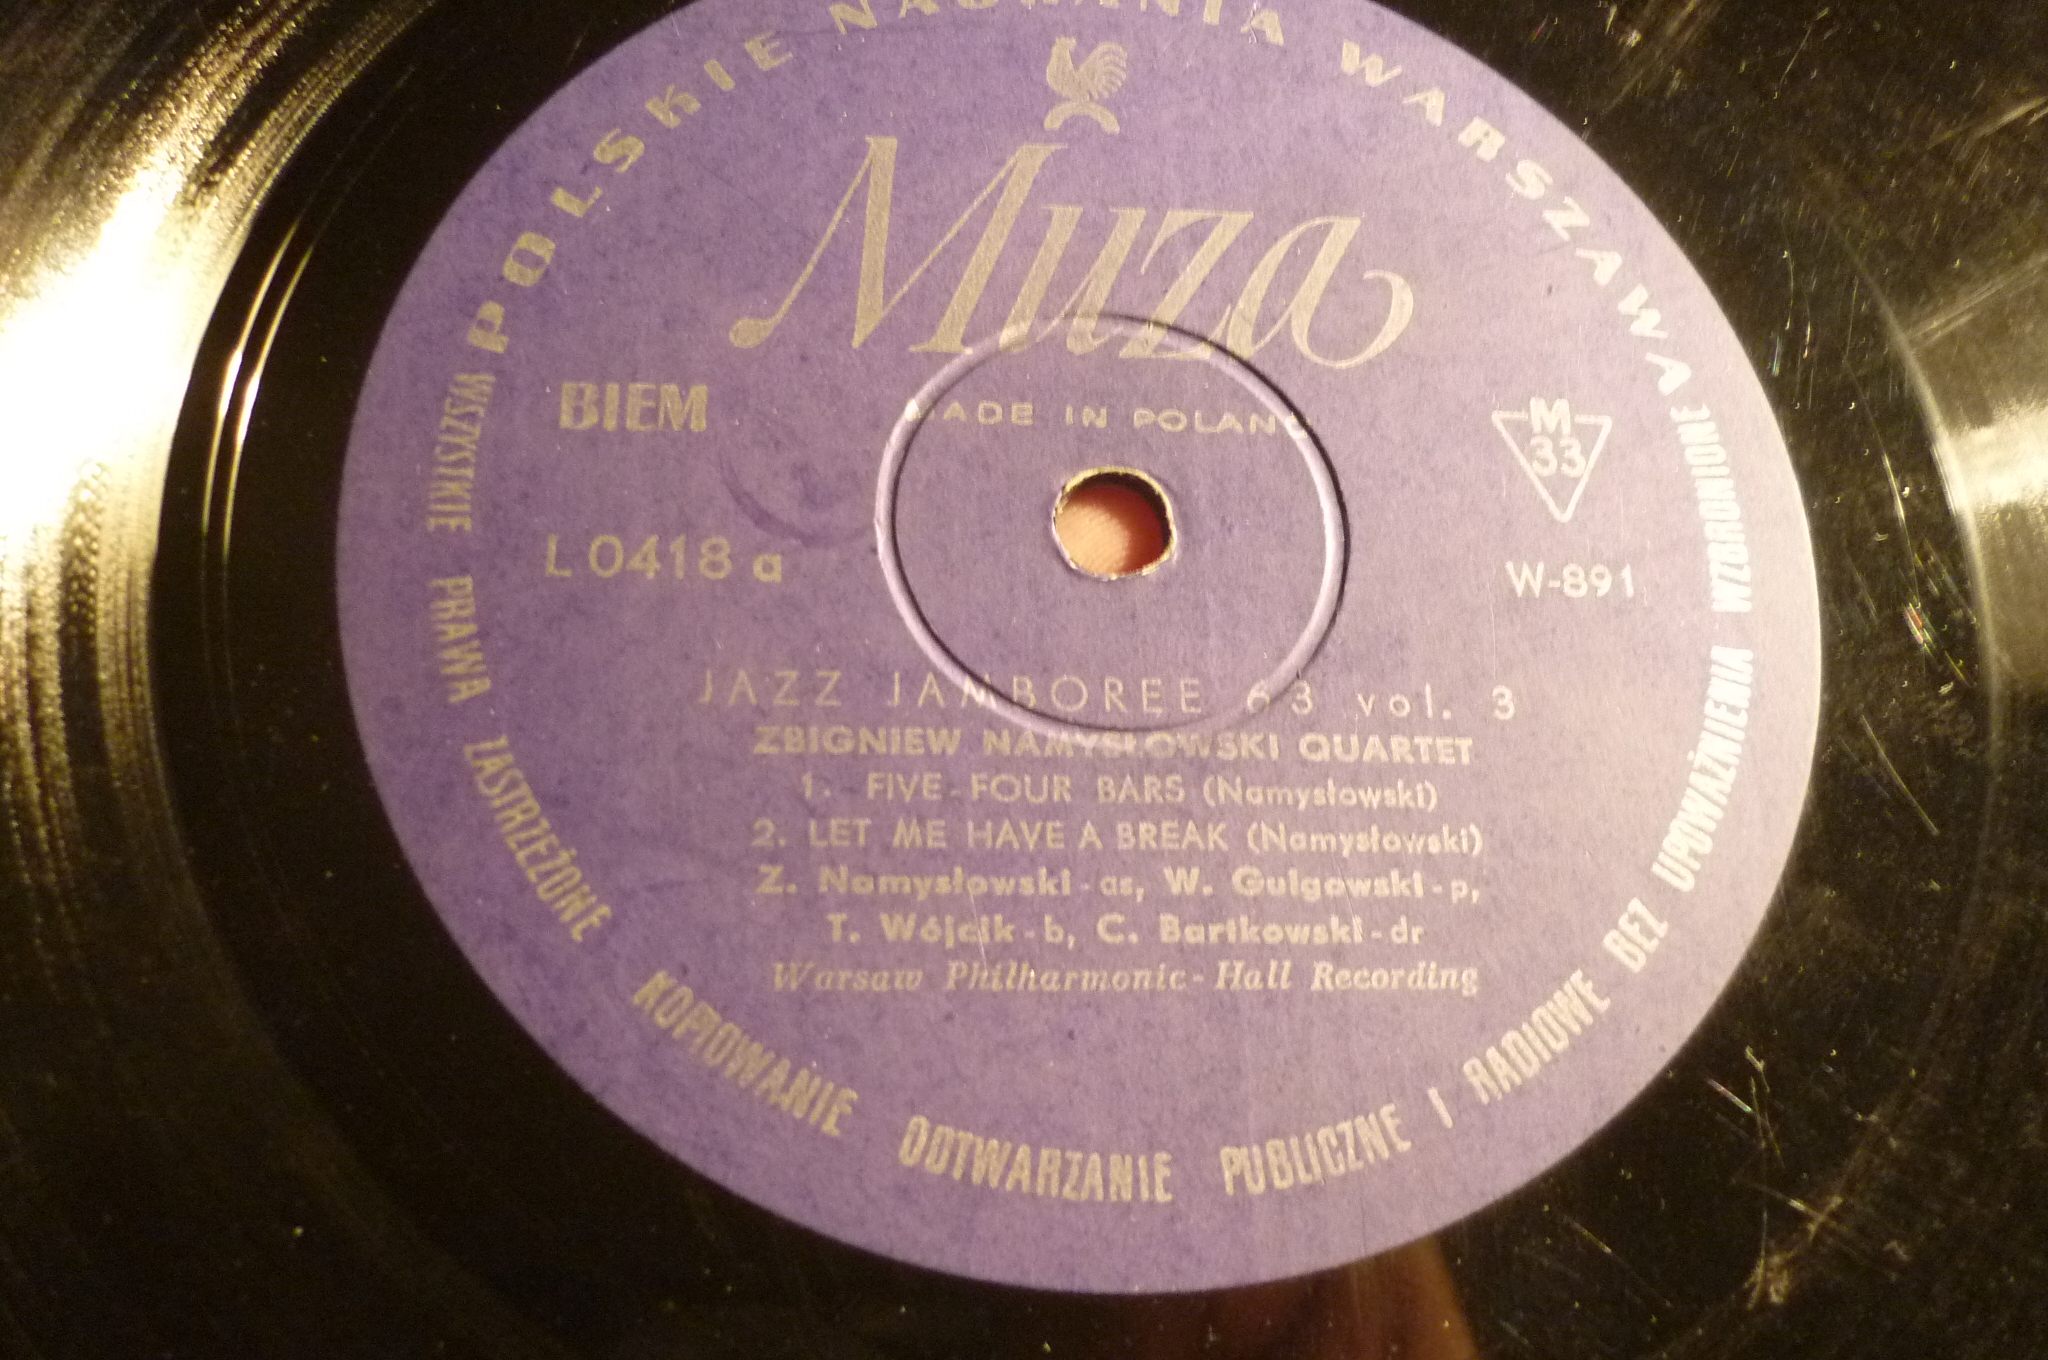 POLSKIE NAGRANIA WARSZAWA
Muza
BIEM
MADE IN POLAND
M
33
L 0418 a
W-891
JAZZ JAMBOREE 63 vol. 3
ZBIGNIEW NAMYSŁOWSKI QUARTET
1. FIVE-FOUR BARS (Namysłowski)
2. LET ME HAVE A BREAK (Namysłowski)
Z. Namysłowski - as, W. Gulgowski - p,
T. Wójcik - b, C. Bartkowski - dr
Warsaw Philharmonic - Hall Recording
WSZYSTKIE PRAWA ZASTRZEŻONE KOPIOWANIE ODTWARZANIE PUBLICZNE I RADIOWE BEZ UPOWAŻNIENIA WZBRONIONE